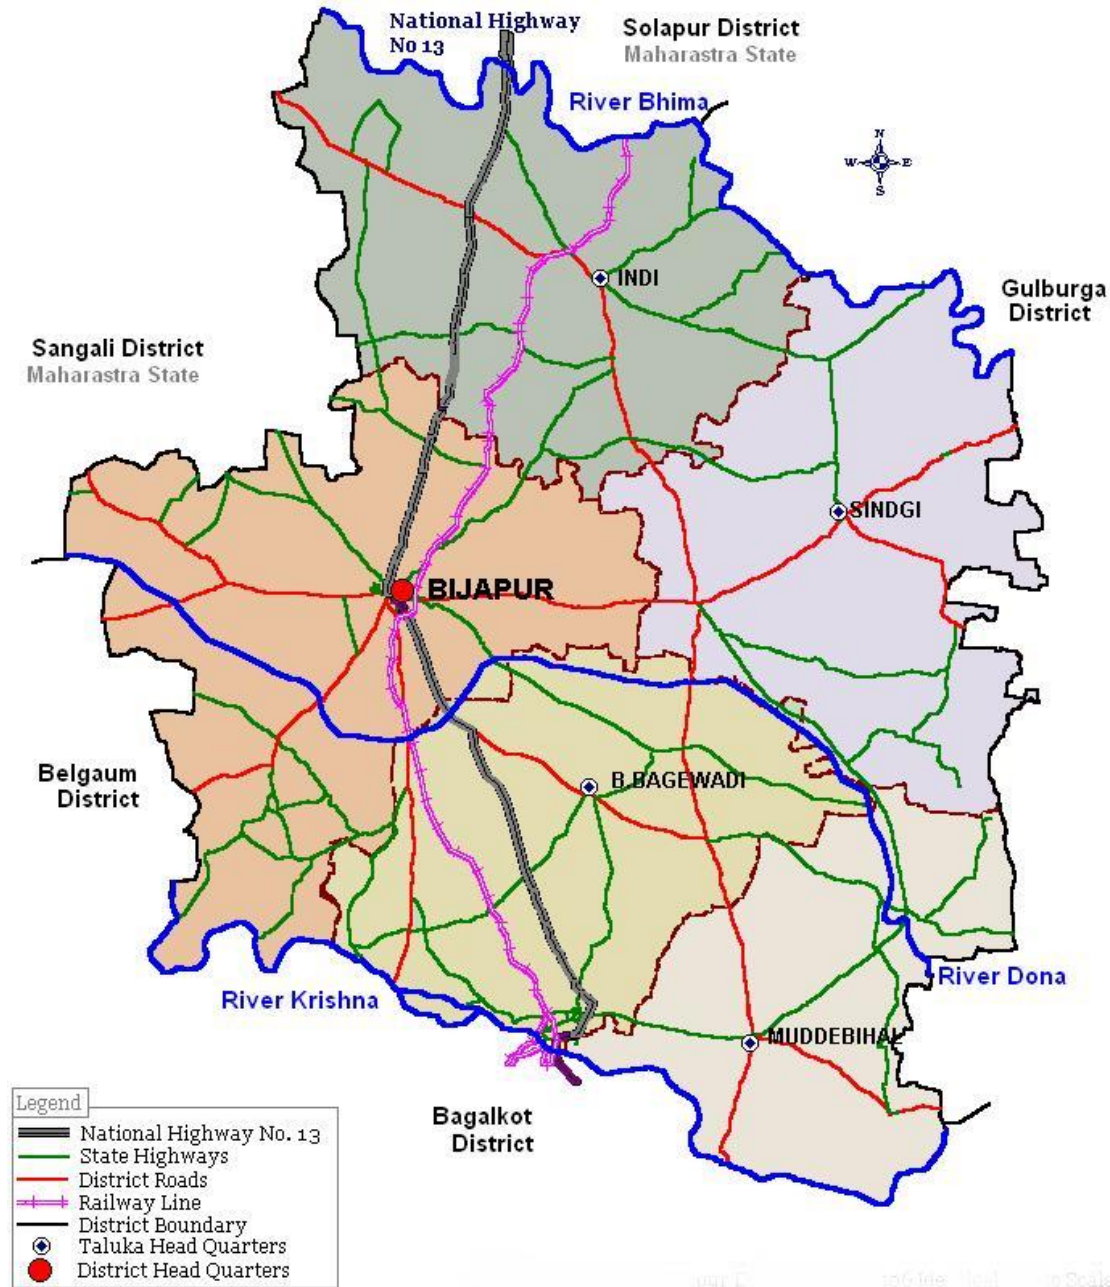 National Highway
No 13
Solapur District
Maharastra State
River Bhima
N
W E
S
INDI
Gulburga
District
Sangali District
Maharastra State
SINDGI
BIJAPUR
Belgaum
District
B.BAGEWADI
River Dona
River Krishna
MUDDEBIHAL
Bagalkot
District
Legend
National Highway No. 13
State Highways
District Roads
Railway Line
District Boundary
Taluka Head Quarters
District Head Quarters